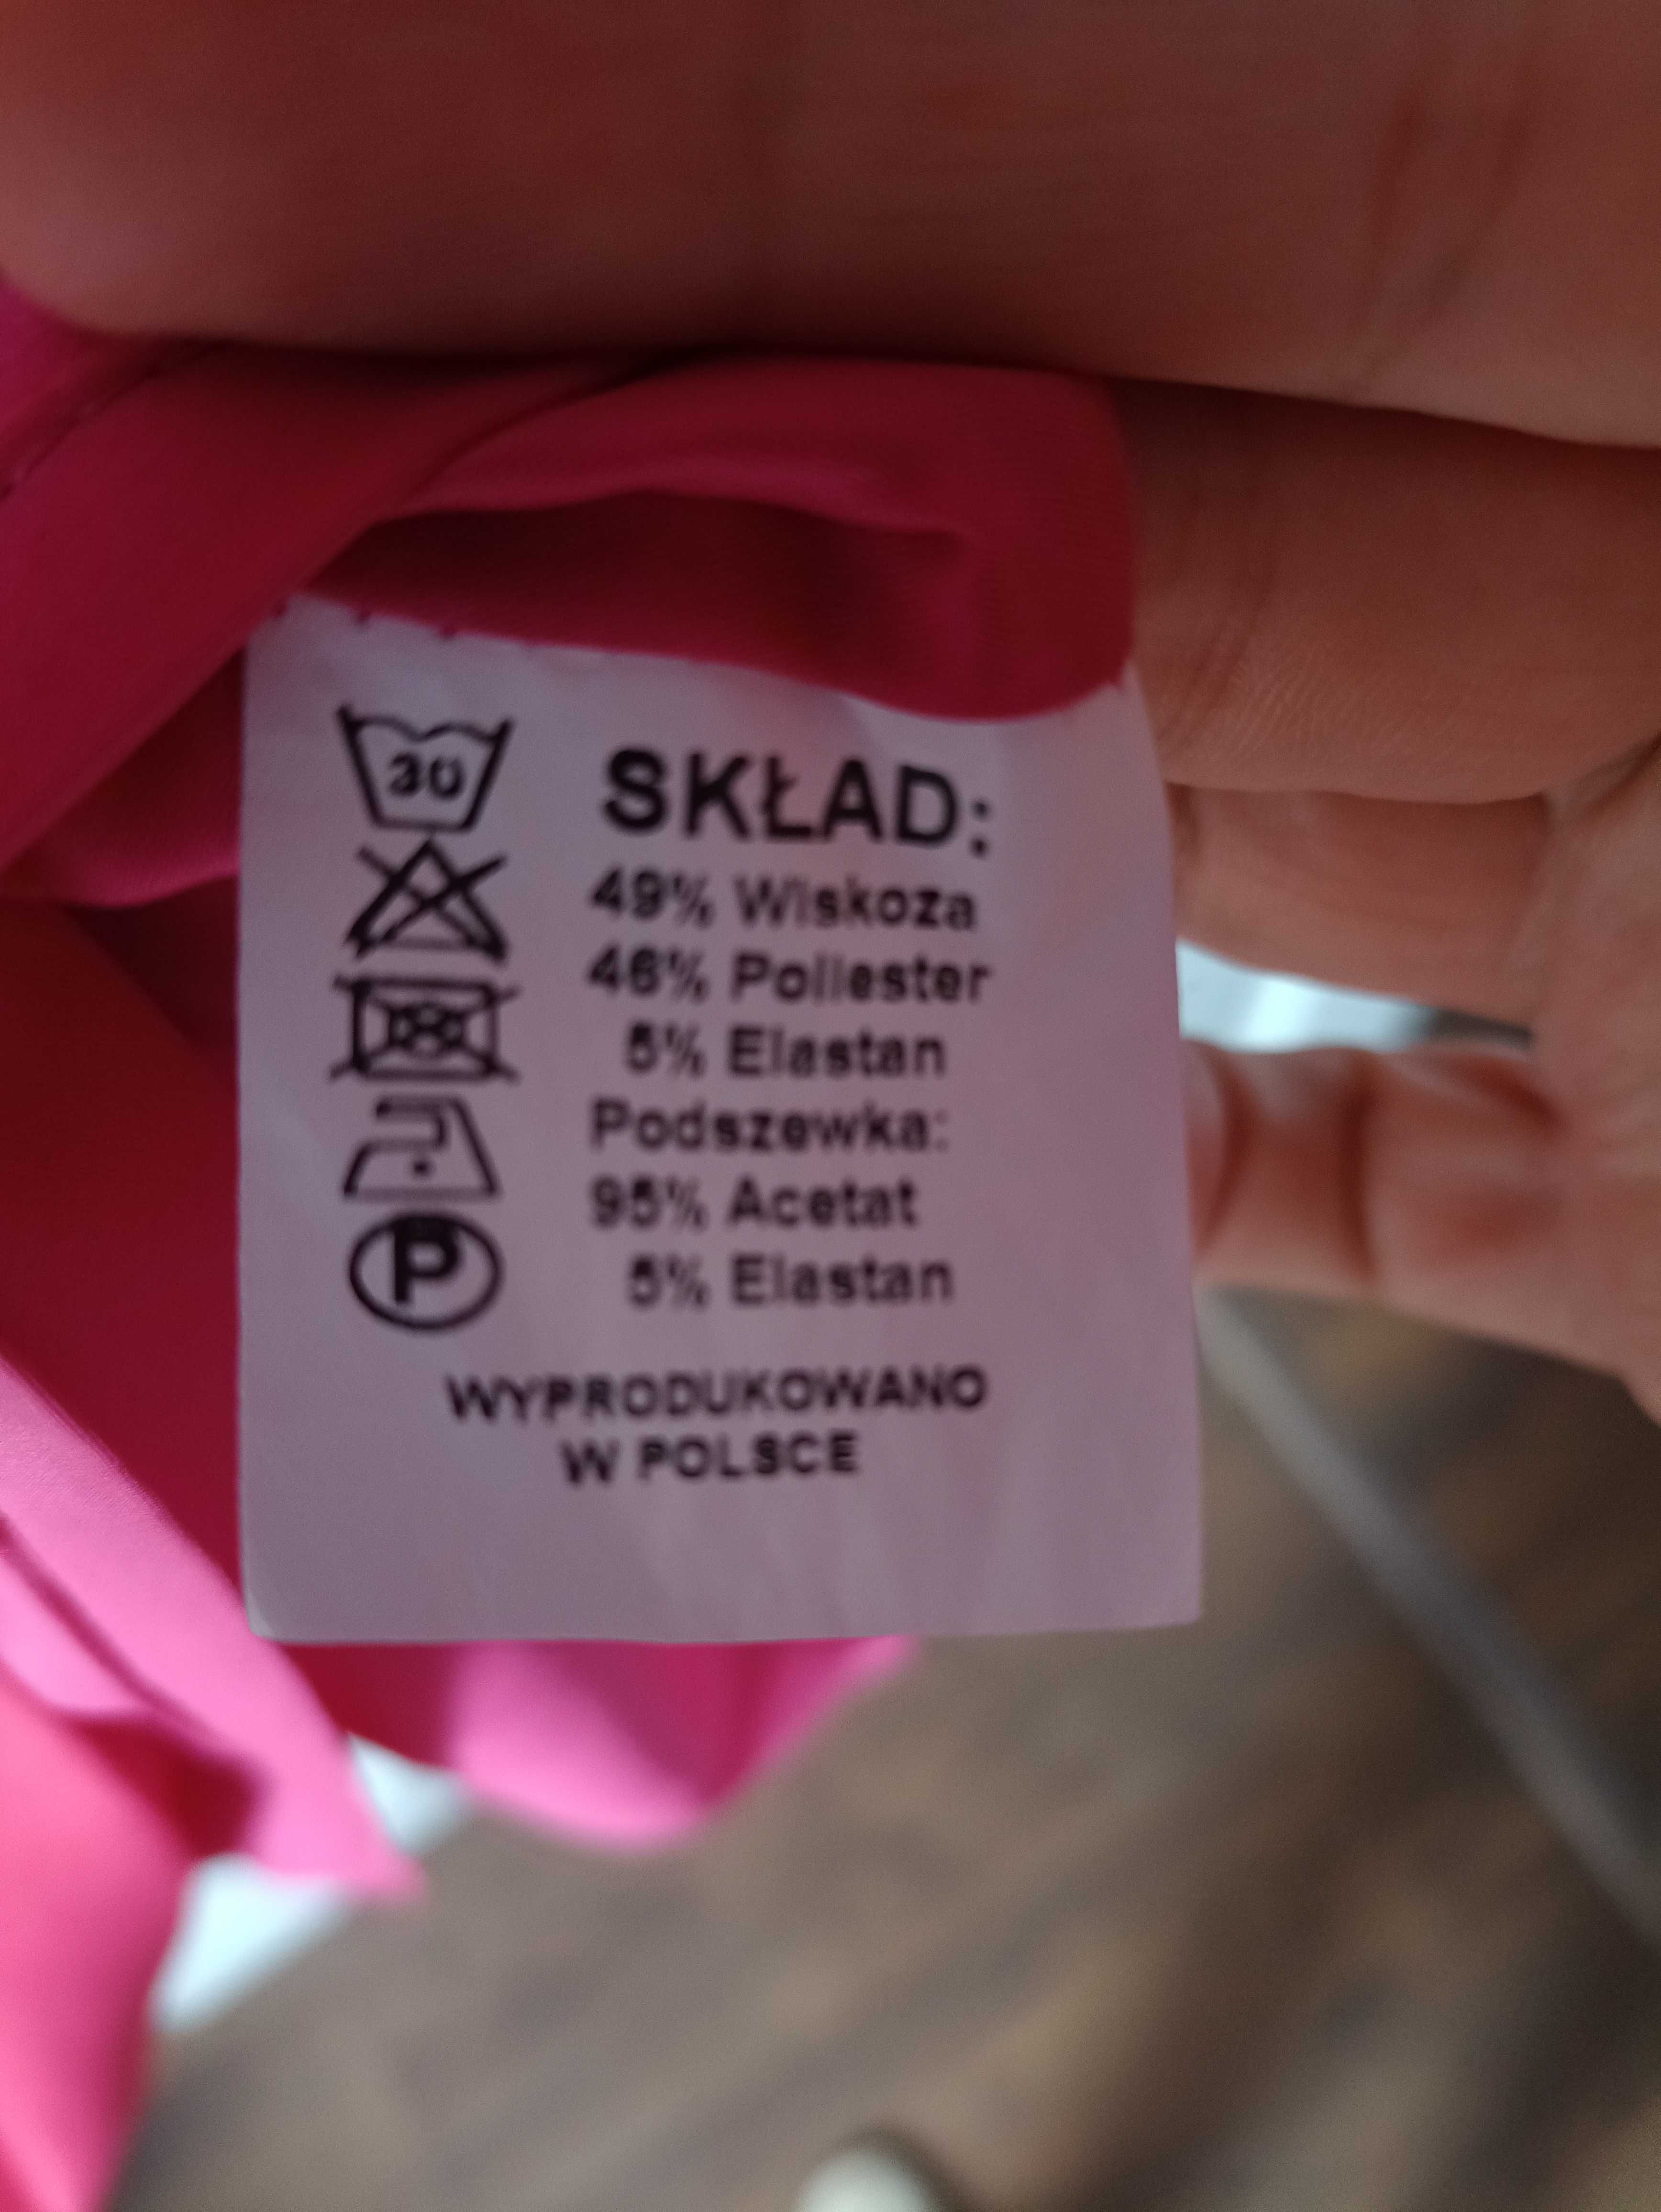 30
SKŁAD:
49% Wiskoza
46% Poliester
5% Elastan
Podszewka:
95% Acetat
5% Elastan
P
WYPRODUKOWANO
W POLSCE